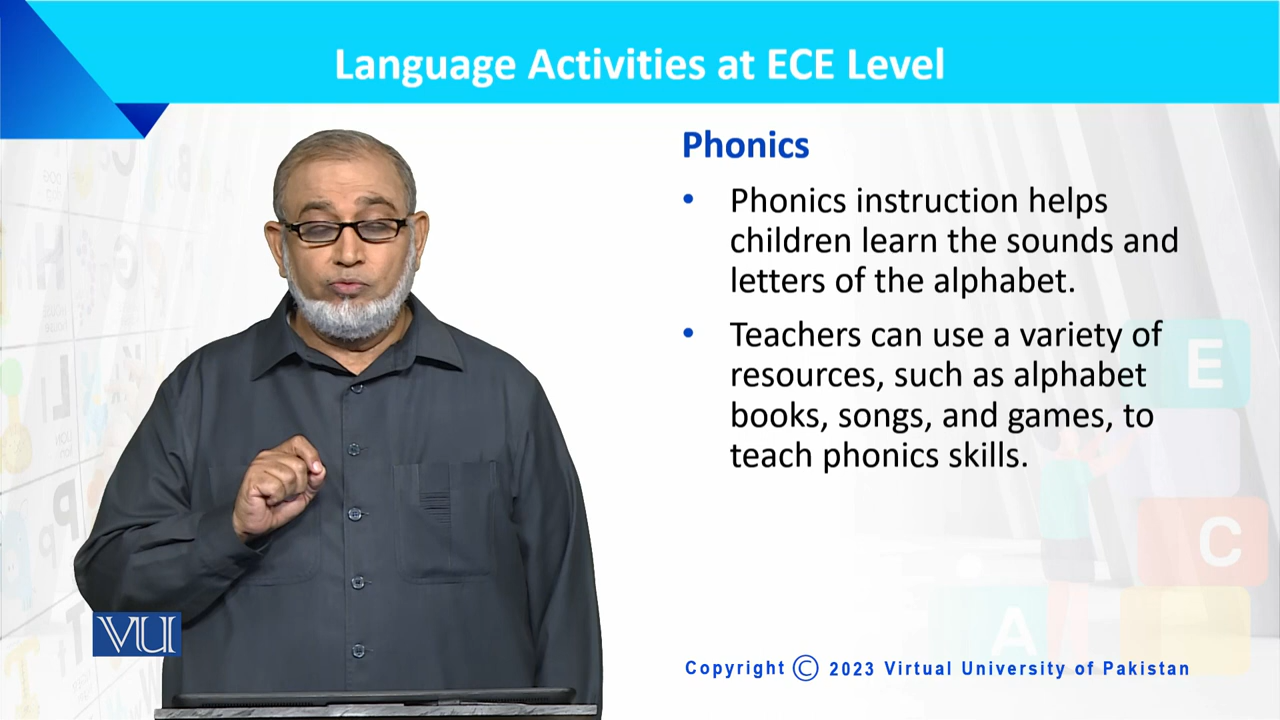 Language Activities at ECE Level
Phonics
• Phonics instruction helps
children learn the sounds and
letters of the alphabet.
• Teachers can use a variety of
resources, such as alphabet
books, songs, and games, to
teach phonics skills.
E
C
A
VU
Copyright © 2023 Virtual University of Pakistan